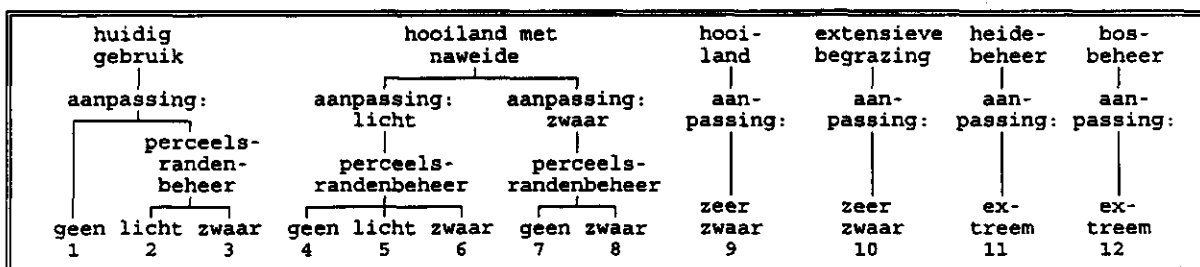 huidig hooiland met hooi- extensieve heide- bos-
gebruik naweide land begrazing beheer beheer
aanpassing: aanpassing: aanpassing: aan- aan- aan- aan-
licht zwaar passing: passing: passing: passing:
perceels-
randen- perceels- perceels-
beheer randenbeheer randenbeheer
zeer zeer ex- ex-
geen licht zwaar geen licht zwaar geen zwaar zwaar zwaar treem treem
1 2 3 4 5 6 7 8 9 10 11 12